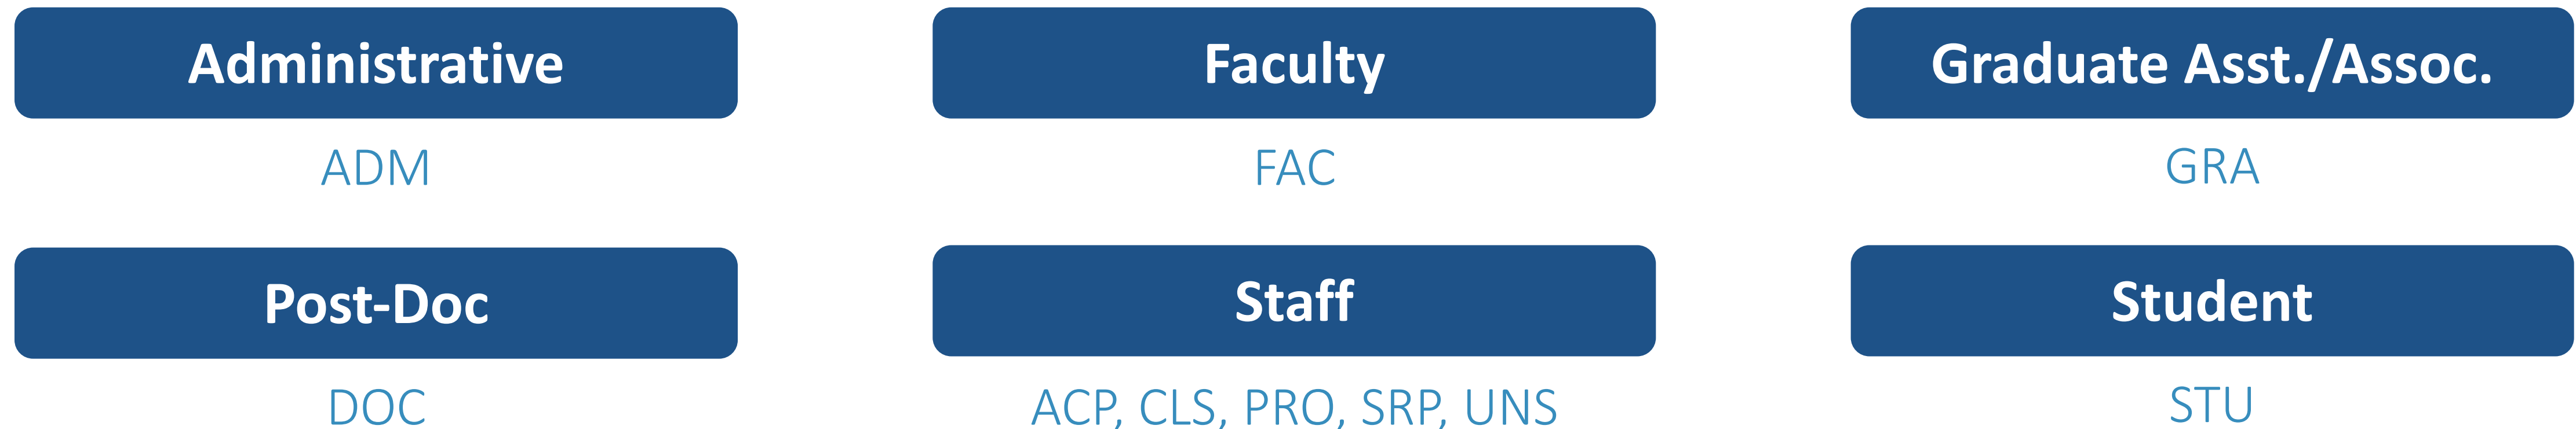 Administrative
Faculty
Graduate Asst./Assoc.
ADM
FAC
GRA
Post-Doc
Staff
Student
DOC
ACP, CLS, PRO, SRP, UNS
STU